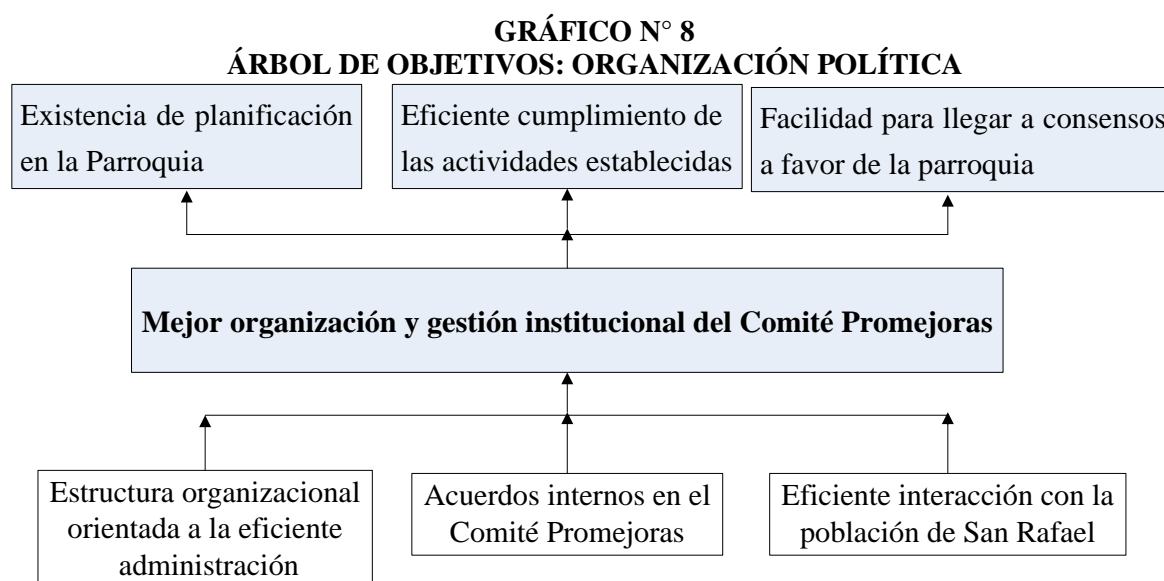 GRÁFICO N° 8
ÁRBOL DE OBJETIVOS: ORGANIZACIÓN POLÍTICA
Existencia de planificación
en la Parroquia
Eficiente cumplimiento de
las actividades establecidas
Facilidad para llegar a consensos
a favor de la parroquia
Mejor organización y gestión institucional del Comité Promejoras
Estructura organizacional
orientada a la eficiente
administración
Acuerdos internos en el
Comité Promejoras
Eficiente interacción con la
población de San Rafael